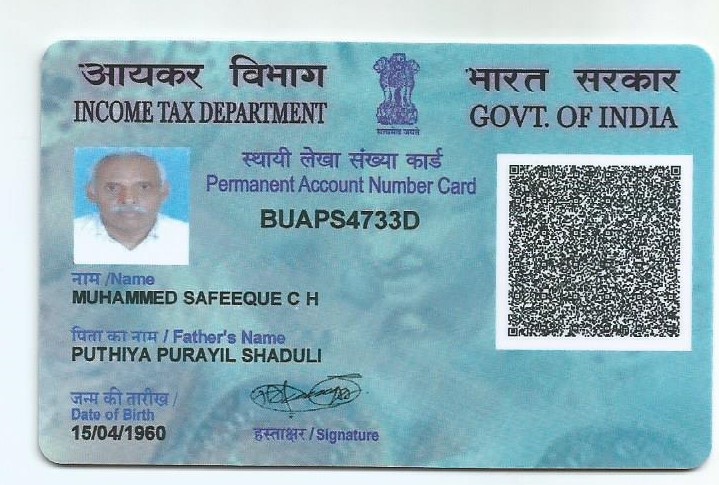 आयकर विभाग
INCOME TAX DEPARTMENT
सत्यमेव जयते
भारत सरकार
GOVT. OF INDIA
स्थायी लेखा संख्या कार्ड
Permanent Account Number Card
BUAPS4733D
नाम /Name
MUHAMMED SAFEEQUE C H
पिता का नाम / Father's Name
PUTHIYA PURAYIL SHADULI
जन्म की तारीख /
Date of Birth
15/04/1960
हस्ताक्षर / Signature